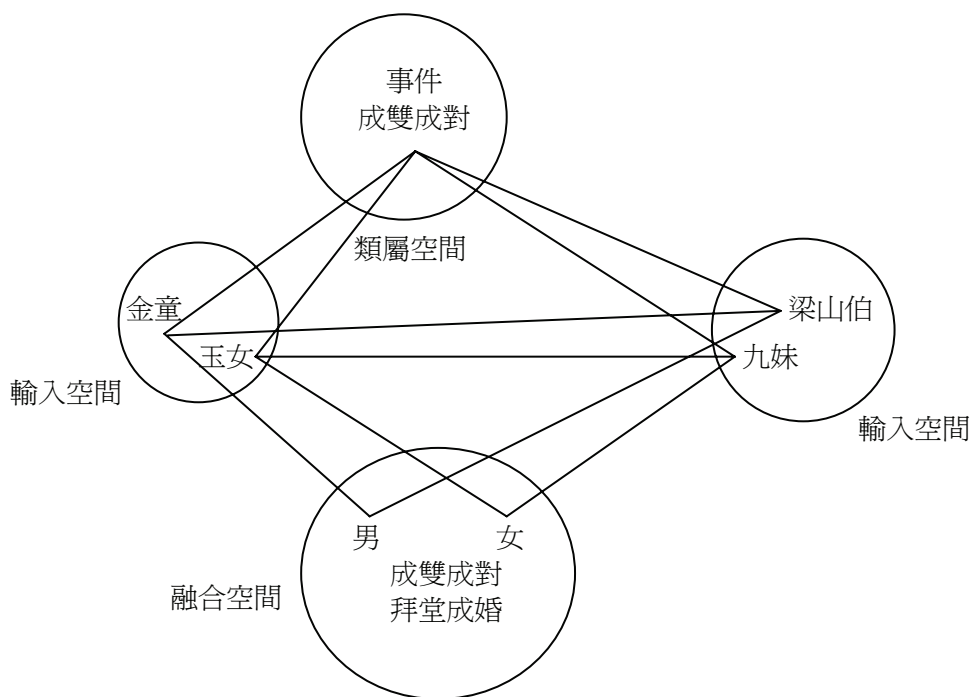 事件
成雙成對
類屬空間
金童
玉女
輸入空間
梁山伯
九妹
輸入空間
男
女
成雙成對
拜堂成婚
融合空間